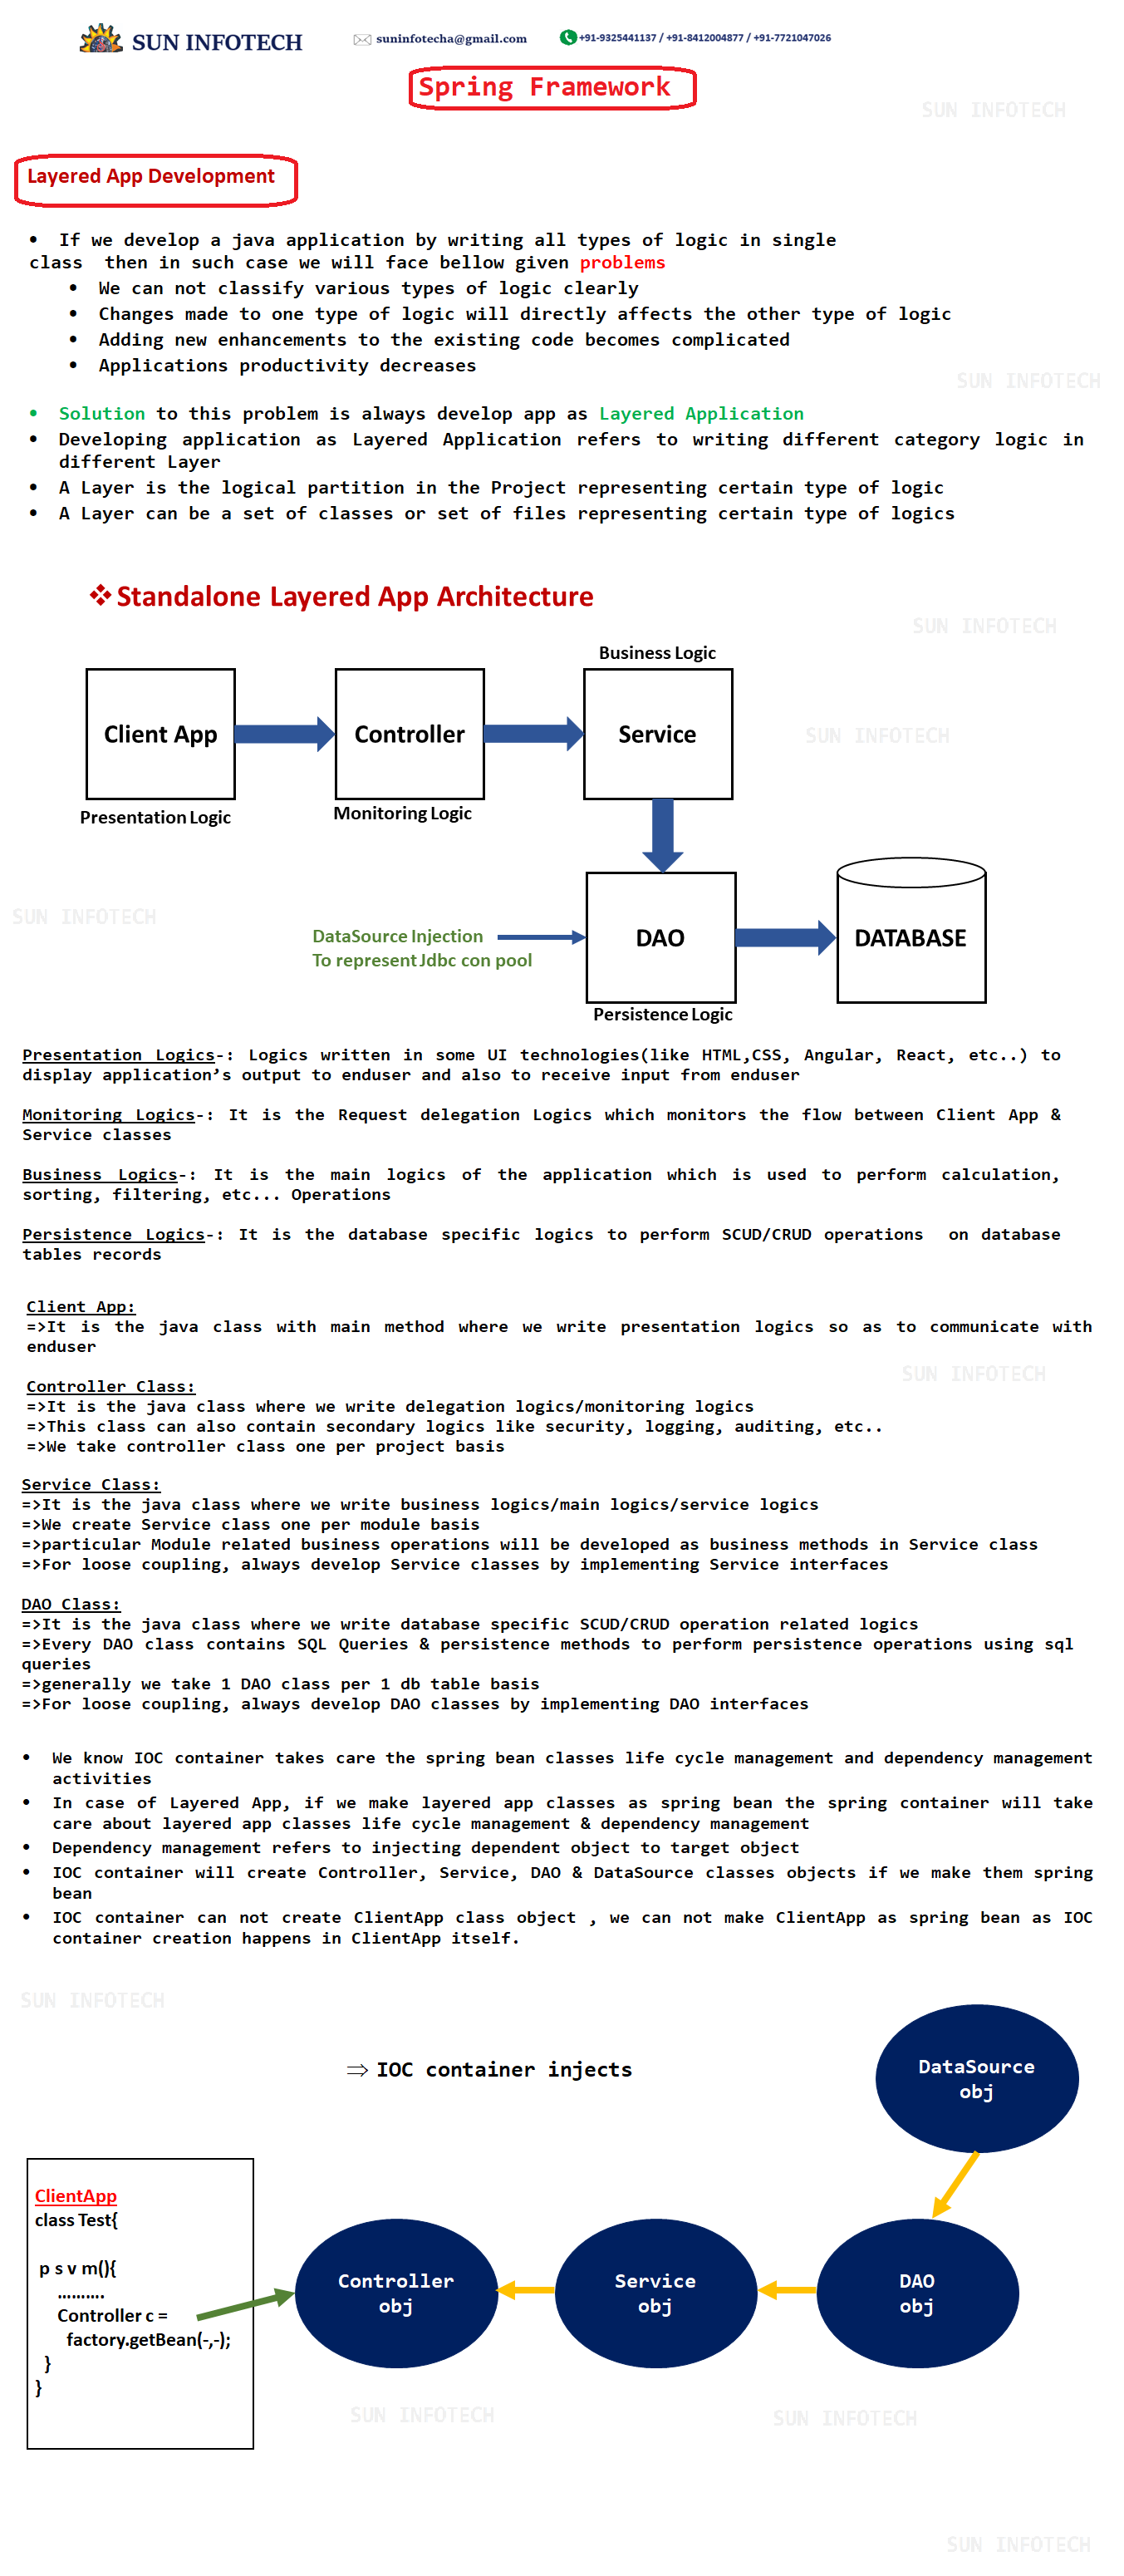 SUN INFOTECH suninfotecha@gmail.com +91-9325441137 / +91-8412004877 / +91-7721047026
Spring Framework
SUN INFOTECH
Layered App Development
• If we develop a java application by writing all types of logic in single
class then in such case we will face bellow given problems
• We can not classify various types of logic clearly
• Changes made to one type of logic will directly affects the other type of logic
• Adding new enhancements to the existing code becomes complicated
• Applications productivity decreases
SUN INFOTECH
• Solution to this problem is always develop app as Layered Application
• Developing application as Layered Application refers to writing different category logic in
different Layer
• A Layer is the logical partition in the Project representing certain type of logic
• A Layer can be a set of classes or set of files representing certain type of logics
❖ Standalone Layered App Architecture
SUN INFOTECH
Business Logic
Client App
Controller
Service
SUN INFOTECH
Presentation Logic
Monitoring Logic
SUN INFOTECH
DataSource Injection
To represent Jdbc con pool
DAO
DATABASE
Persistence Logic
Presentation Logics-: Logics written in some UI technologies(like HTML,CSS, Angular, React, etc..) to
display application’s output to enduser and also to receive input from enduser
Monitoring Logics-: It is the Request delegation Logics which monitors the flow between Client App &
Service classes
Business Logics-: It is the main logics of the application which is used to perform calculation,
sorting, filtering, etc... Operations
Persistence Logics-: It is the database specific logics to perform SCUD/CRUD operations on database
tables records
Client App:
=>It is the java class with main method where we write presentation logics so as to communicate with
enduser
SUN INFOTECH
Controller Class:
=>It is the java class where we write delegation logics/monitoring logics
=>This class can also contain secondary logics like security, logging, auditing, etc..
=>We take controller class one per project basis
Service Class:
=>It is the java class where we write business logics/main logics/service logics
=>We create Service class one per module basis
=>particular Module related business operations will be developed as business methods in Service class
=>For loose coupling, always develop Service classes by implementing Service interfaces
DAO Class:
=>It is the java class where we write database specific SCUD/CRUD operation related logics
=>Every DAO class contains SQL Queries & persistence methods to perform persistence operations using sql
queries
=>generally we take 1 DAO class per 1 db table basis
=>For loose coupling, always develop DAO classes by implementing DAO interfaces
• We know IOC container takes care the spring bean classes life cycle management and dependency management
activities
• In case of Layered App, if we make layered app classes as spring bean the spring container will take
care about layered app classes life cycle management & dependency management
• Dependency management refers to injecting dependent object to target object
• IOC container will create Controller, Service, DAO & DataSource classes objects if we make them spring
bean
• IOC container can not create ClientApp class object , we can not make ClientApp as spring bean as IOC
container creation happens in ClientApp itself.
SUN INFOTECH
⇒ IOC container injects
DataSource
obj
ClientApp
class Test{
p s v m(){
..........
Controller c =
factory.getBean(-,-);
}
}
Controller
obj
Service
obj
DAO
obj
SUN INFOTECH
SUN INFOTECH
SUN INFOTECH